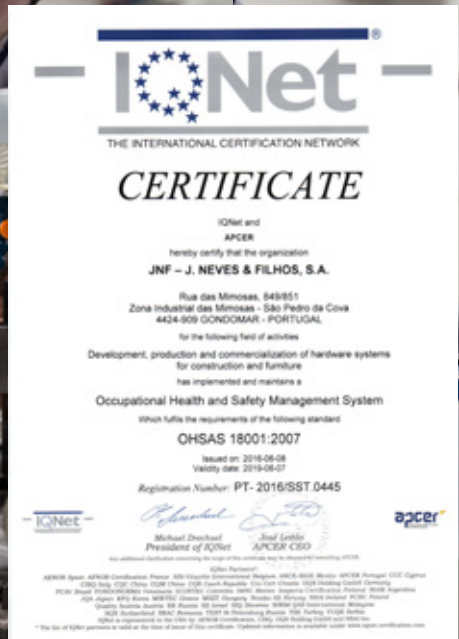 IQNet ®
THE INTERNATIONAL CERTIFICATION NETWORK
CERTIFICATE
IQNet and
APCER
hereby certify that the organization
JNF – J. NEVES & FILHOS, S.A.
Rua das Mimosas, 849/851
Zona Industrial das Mimosas - São Pedro da Cova
4424-909 GONDOMAR - PORTUGAL
for the following field of activities
Development, production and commercialization of hardware systems
for construction and furniture
has implemented and maintains a
Occupational Health and Safety Management System
Which fulfils the requirements of the following standard
OHSAS 18001:2007
Issued on: 2016-06-08
Validity date: 2019-06-07
Registration Number: PT- 2016/SST.0445
IQNet
apcer
Michael Drechsel
President of IQNet
José Leitão
APCER CEO
IQNet Partners*: